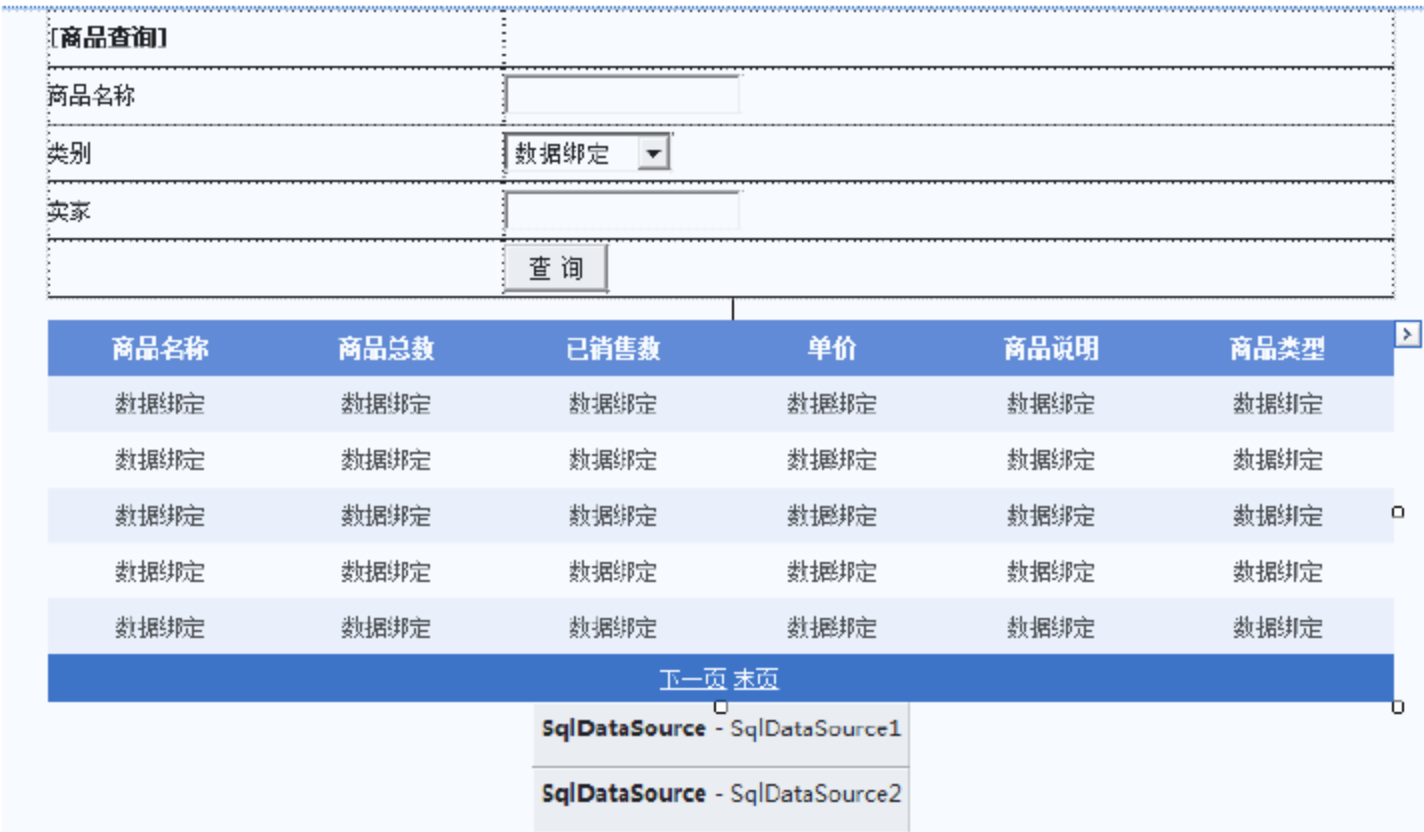 [商品查询]
商品名称
类别 数据绑定
实家
查 询
商品名称 商品总数 已销售数 单价 商品说明 商品类型
数据绑定 数据绑定 数据绑定 数据绑定 数据绑定 数据绑定
数据绑定 数据绑定 数据绑定 数据绑定 数据绑定 数据绑定
数据绑定 数据绑定 数据绑定 数据绑定 数据绑定 数据绑定
数据绑定 数据绑定 数据绑定 数据绑定 数据绑定 数据绑定
数据绑定 数据绑定 数据绑定 数据绑定 数据绑定 数据绑定
下一页 末页
SqlDataSource - SqlDataSource1
SqlDataSource - SqlDataSource2